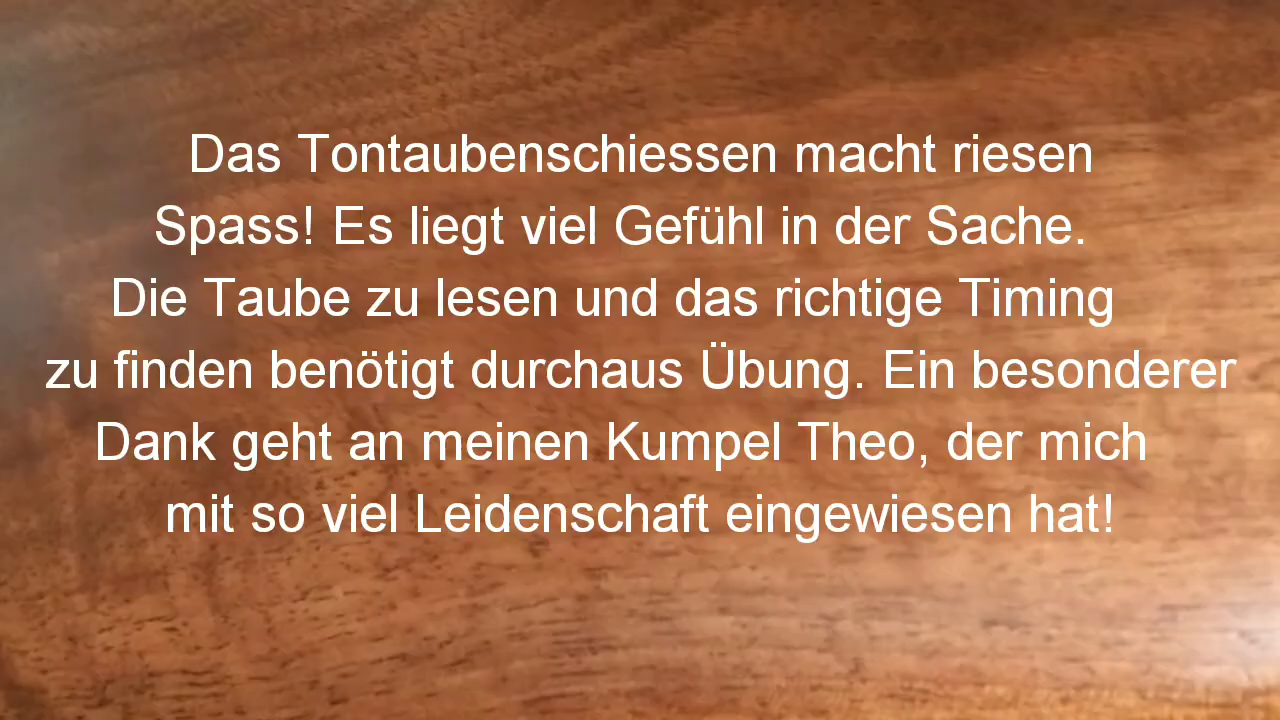 Das Tontaubenschiessen macht riesen
Spass! Es liegt viel Gefühl in der Sache.
Die Taube zu lesen und das richtige Timing
zu finden benötigt durchaus Übung. Ein besonderer
Dank geht an meinen Kumpel Theo, der mich
mit so viel Leidenschaft eingewiesen hat!